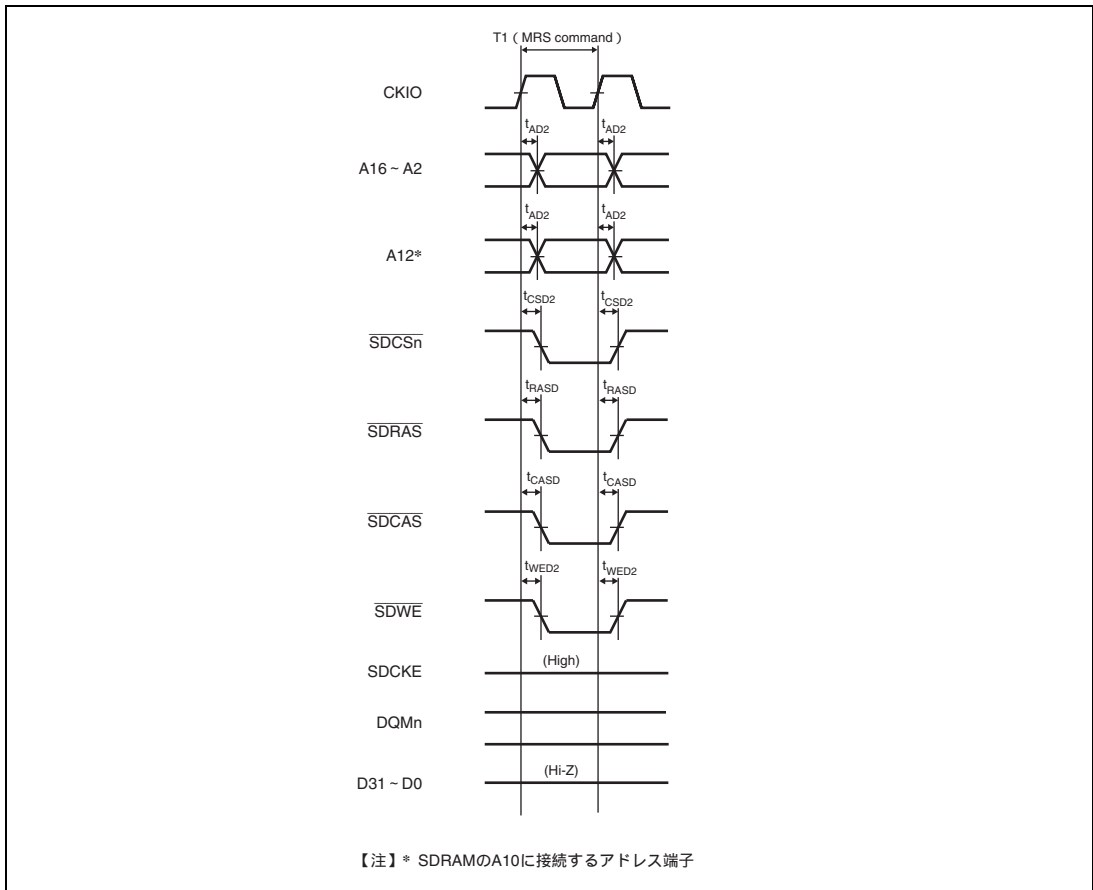 T1 ( MRS command )
CKIO
tAD2 tAD2
A16 ~ A2
tAD2 tAD2
A12*
tCSD2 tCSD2
SDCSn
tRASD tRASD
SDRAS
tCASD tCASD
SDCAS
tWED2 tWED2
SDWE
(High)
SDCKE
DQMn
(Hi-Z)
D31 ~ D0
【注】* SDRAMのA10に接続するアドレス端子